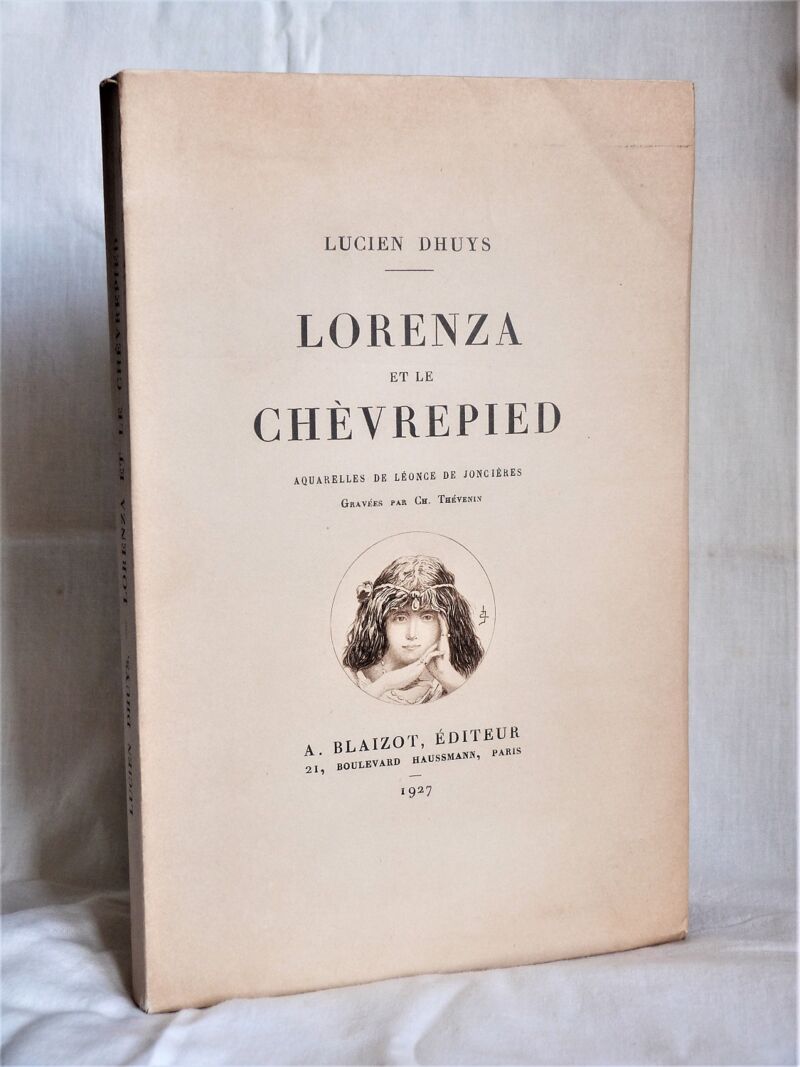 LUCIEN DHUYS
LORENZA
ET LE
CHÈVREPIED
AQUARELLES DE LÉONCE DE JONCIÈRES
GRAVÉES PAR CH. THÉVENIN
A. BLAIZOT, ÉDITEUR
21, BOULEVARD HAUSSMANN, PARIS
1927
LUCIEN DHUYS. — LORENZA ET LE CHÈVREPIED